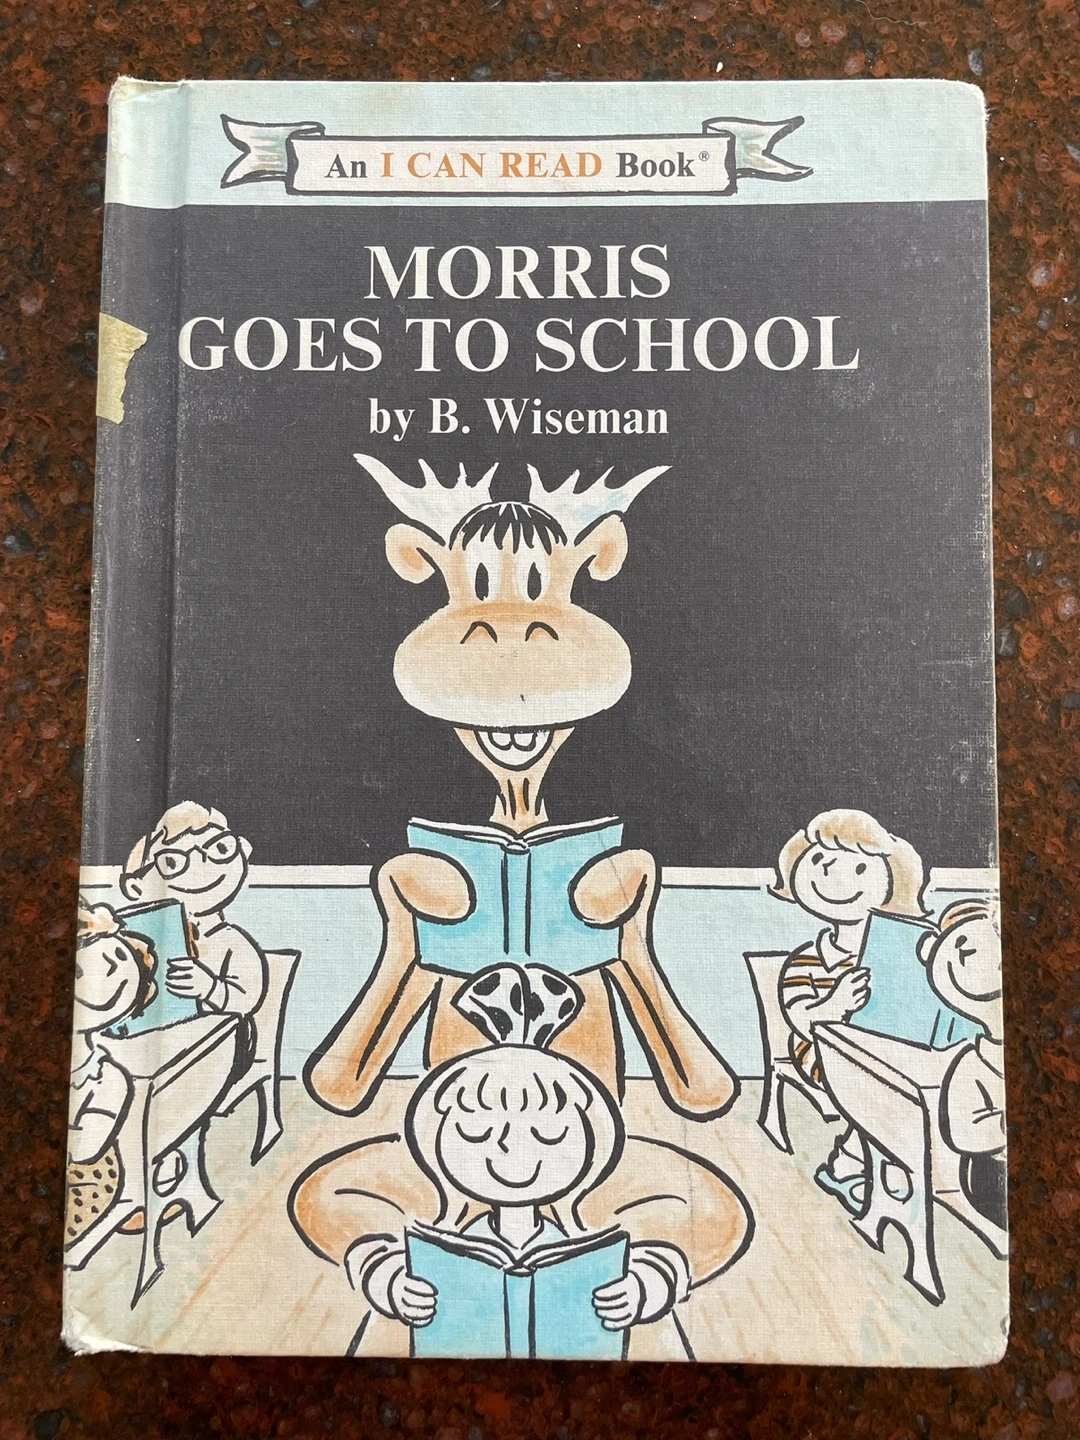 An I CAN READ Book®
MORRIS
GOES TO SCHOOL
by B. Wiseman